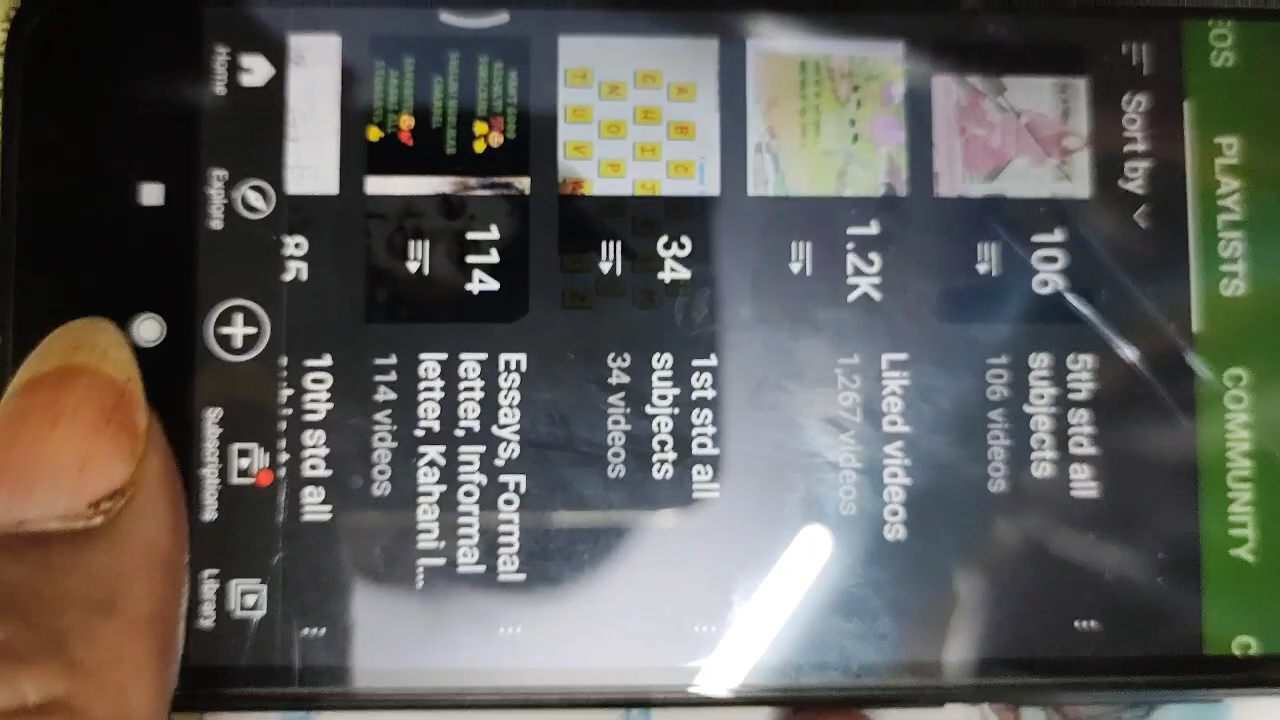 PLAYLISTS
COMMUNITY
C
Sort by
106
5th std all
subjects
106 videos
1.2K
Liked videos
1,267 videos
34
1st std all
subjects
34 videos
A B C
G H I J
N O P
T U V
114
Essays, Formal
letter, Informal
letter, Kahani l...
114 videos
85
10th std all
Home
Explore
Subscriptions
Library